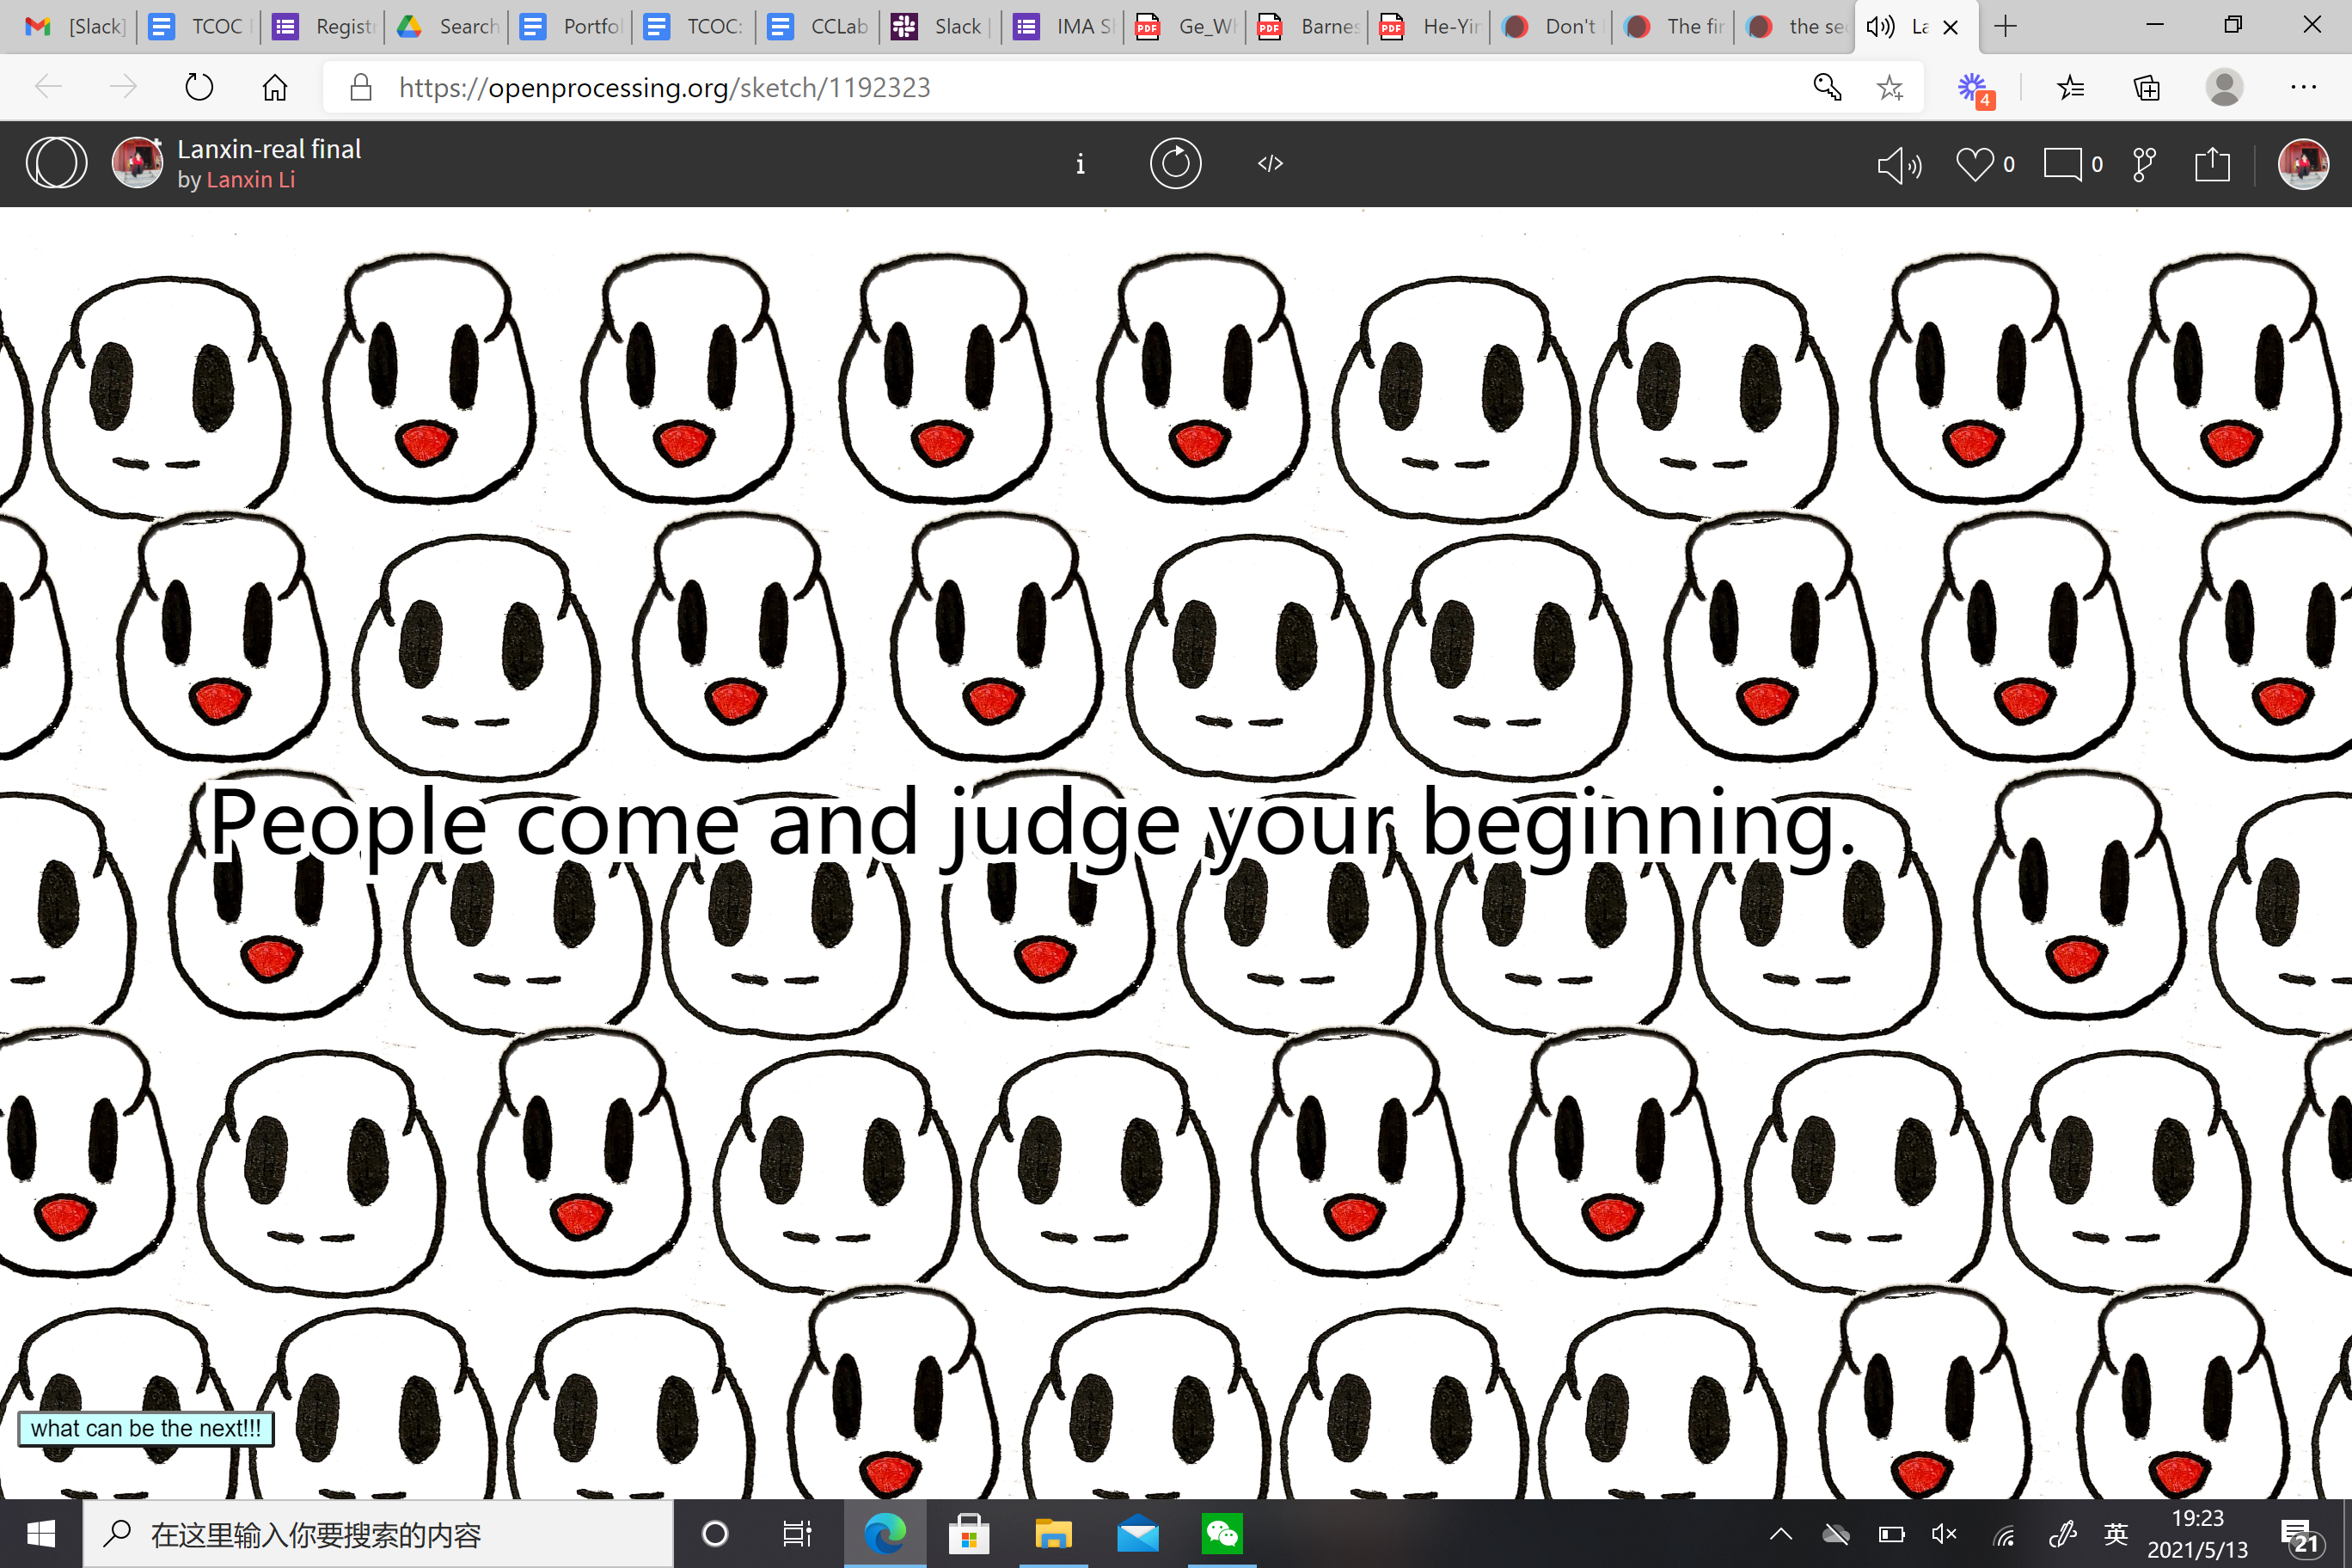 [Slack]
TCOC
Registr
Search
Portfol
TCOC:
CCLab
Slack
IMA S
Ge_W
Barnes
He-Yir
Don't
The fir
the se
La
https://openprocessing.org/sketch/1192323
4
Lanxin-real final
by Lanxin Li
i
</>
0
0
People come and judge your beginning.
what can be the next!!!
在这里输入你要搜索的内容
英
19:23
2021/5/13
21